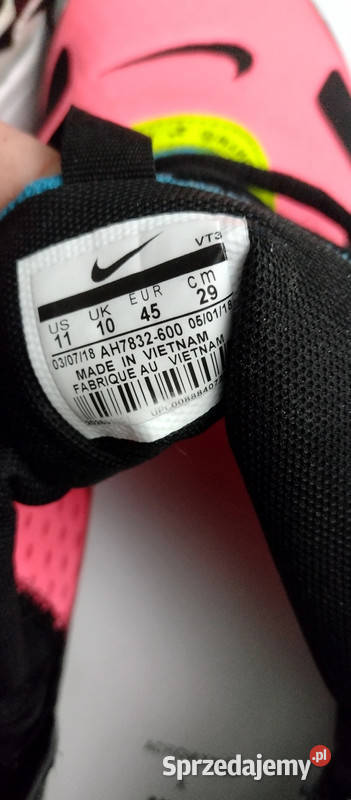 VT3
US UK EUR cm
11 10 45 29
03/07/18 AH7832-600 05/01/18
MADE IN VIETNAM
FABRIQUE AU VIETNAM
Sprzedajemy.pl